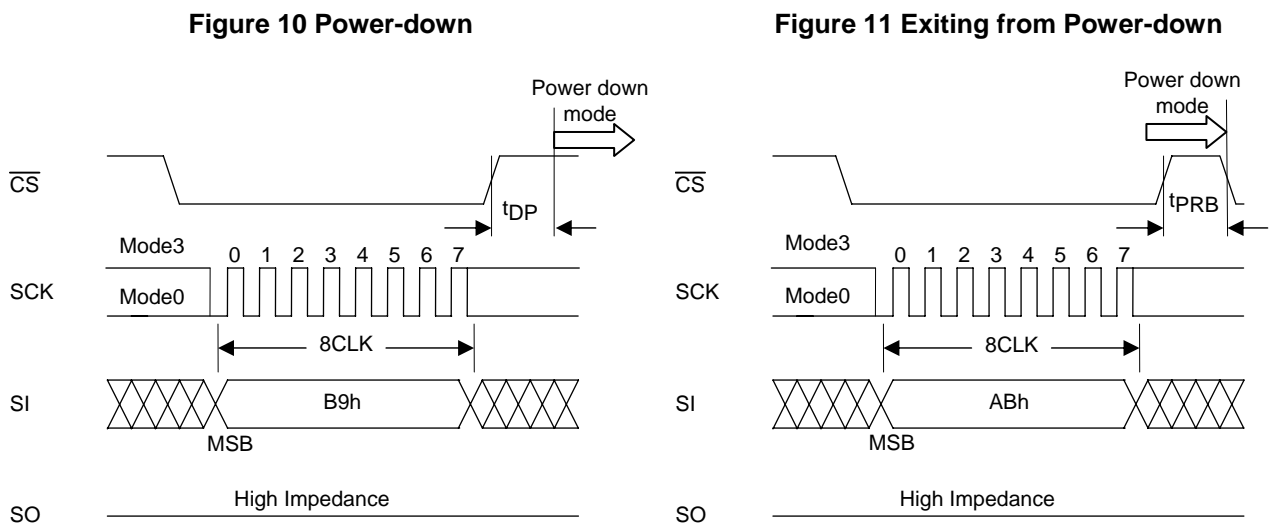 Figure 10 Power-down
Power down
mode
CS
tDP
Mode3
0 1 2 3 4 5 6 7
SCK
Mode0
8CLK
SI
B9h
MSB
High Impedance
SO
Figure 11 Exiting from Power-down
Power down
mode
CS
tPRB
Mode3
0 1 2 3 4 5 6 7
SCK
Mode0
8CLK
SI
ABh
MSB
High Impedance
SO